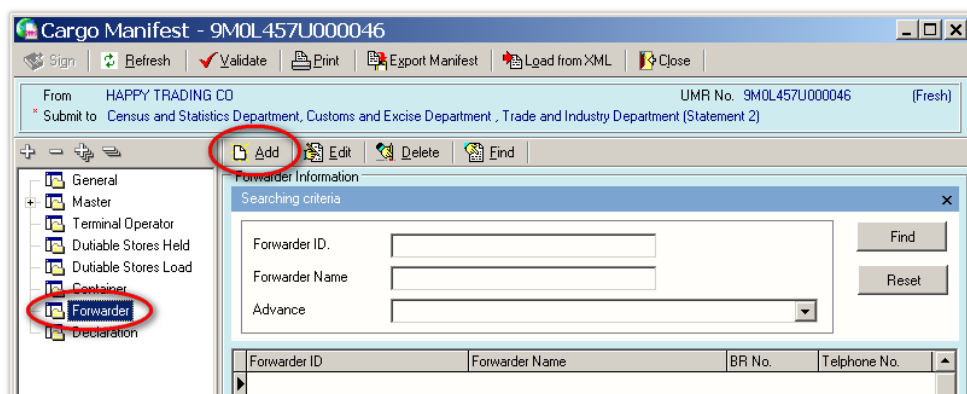 Cargo Manifest - 9M0L457U000046
Sign Refresh Validate Print Export Manifest Load from XML Close
From HAPPY TRADING CO UMR No. 9M0L457U000046 (Fresh)
* Submit to Census and Statistics Department, Customs and Excise Department , Trade and Industry Department (Statement 2)
Add Edit Delete Find
General
Master
Terminal Operator
Dutiable Stores Held
Dutiable Stores Load
Container
Forwarder
Declaration
Forwarder Information
Searching criteria
Forwarder ID.
Find
Forwarder Name
Reset
Advance
Forwarder ID Forwarder Name BR No. Telphone No.